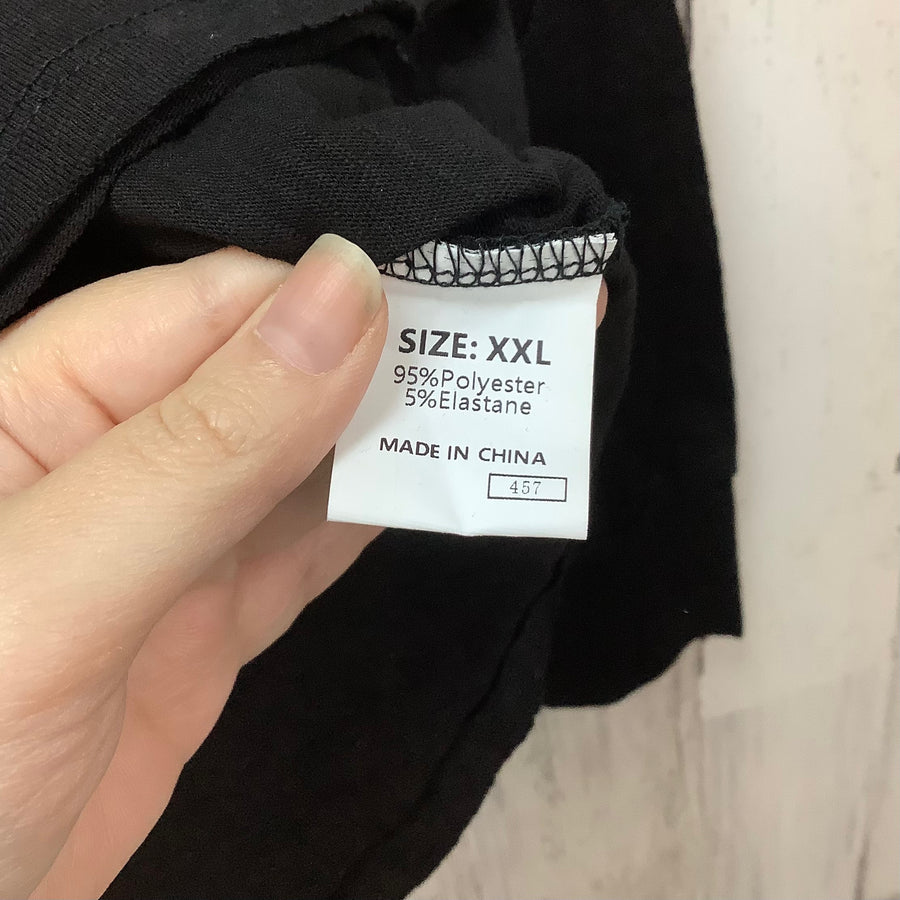 SIZE: XXL
95%Polyester
5%Elastane
MADE IN CHINA
457